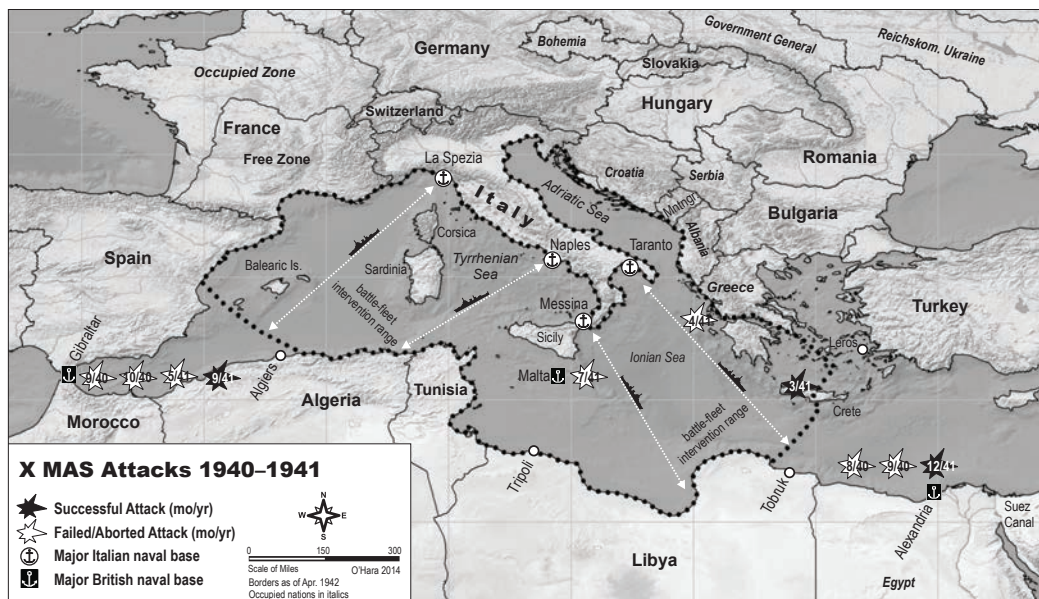 Germany
Bohemia
Government General
Reichskom. Ukraine
Slovakia
Occupied Zone
Switzerland
Hungary
France
Free Zone
La Spezia
Romania
Croatia
Serbia
Italy
Adriatic Sea
Mntngr
Bulgaria
Corsica
Albania
Spain
Naples
Taranto
Balearic Is.
Sardinia
Tyrrhenian
Sea
Greece
Turkey
battle-fleet
intervention range
Messina
4/41
Sicily
Ionian Sea
Leros
Gibraltar
9/40
10/40
5/41
9/41
Algiers
Malta
7/41
3/41
Crete
Morocco
Algeria
Tunisia
battle-fleet
intervention range
Tripoli
Tobruk
8/40
9/40
12/41
Alexandria
Suez
Canal
Libya
Egypt
X MAS Attacks 1940–1941
Successful Attack (mo/yr)
Failed/Aborted Attack (mo/yr)
Major Italian naval base
Major British naval base
N
W
E
S
0
150
300
Scale of Miles
O'Hara 2014
Borders as of Apr. 1942
Occupied nations in italics